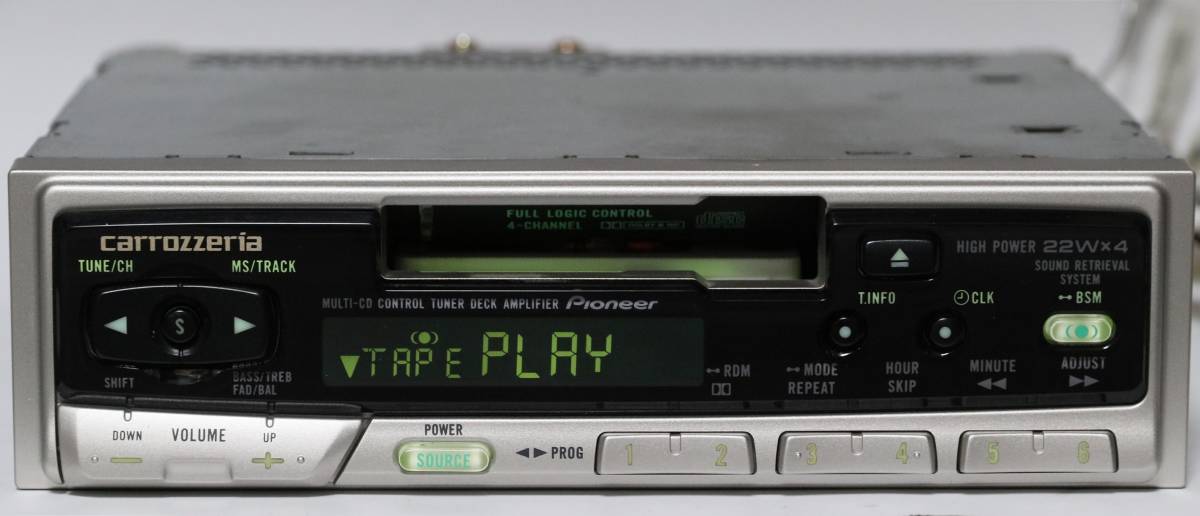 FULL LOGIC CONTROL
4-CHANNEL DOLBY B NR
carrozzeria
TUNE/CH MS/TRACK
S
MULTI-CD CONTROL TUNER DECK AMPLIFIER Pioneer
HIGH POWER 22W×4
SOUND RETRIEVAL
SYSTEM
T.INFO CLK BSM
▼TAPE PLAY
SHIFT BASS/TREB
FAD/BAL
RDM MODE HOUR MINUTE ADJUST
REPEAT SKIP ◀◀ ▶▶
DOWN VOLUME UP
− +
POWER
SOURCE ◀▶PROG 1 2 3 4 5 6